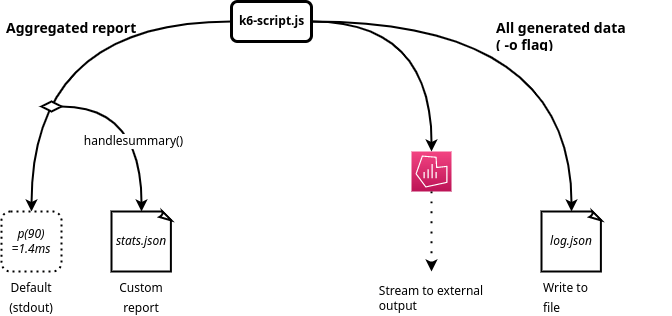 k6-script.js
Aggregated report
All generated data
( -o flag)
handlesummary()
p(90)
=1.4ms
stats.json
log.json
Default
(stdout)
Custom
report
Stream to external
output
Write to
file